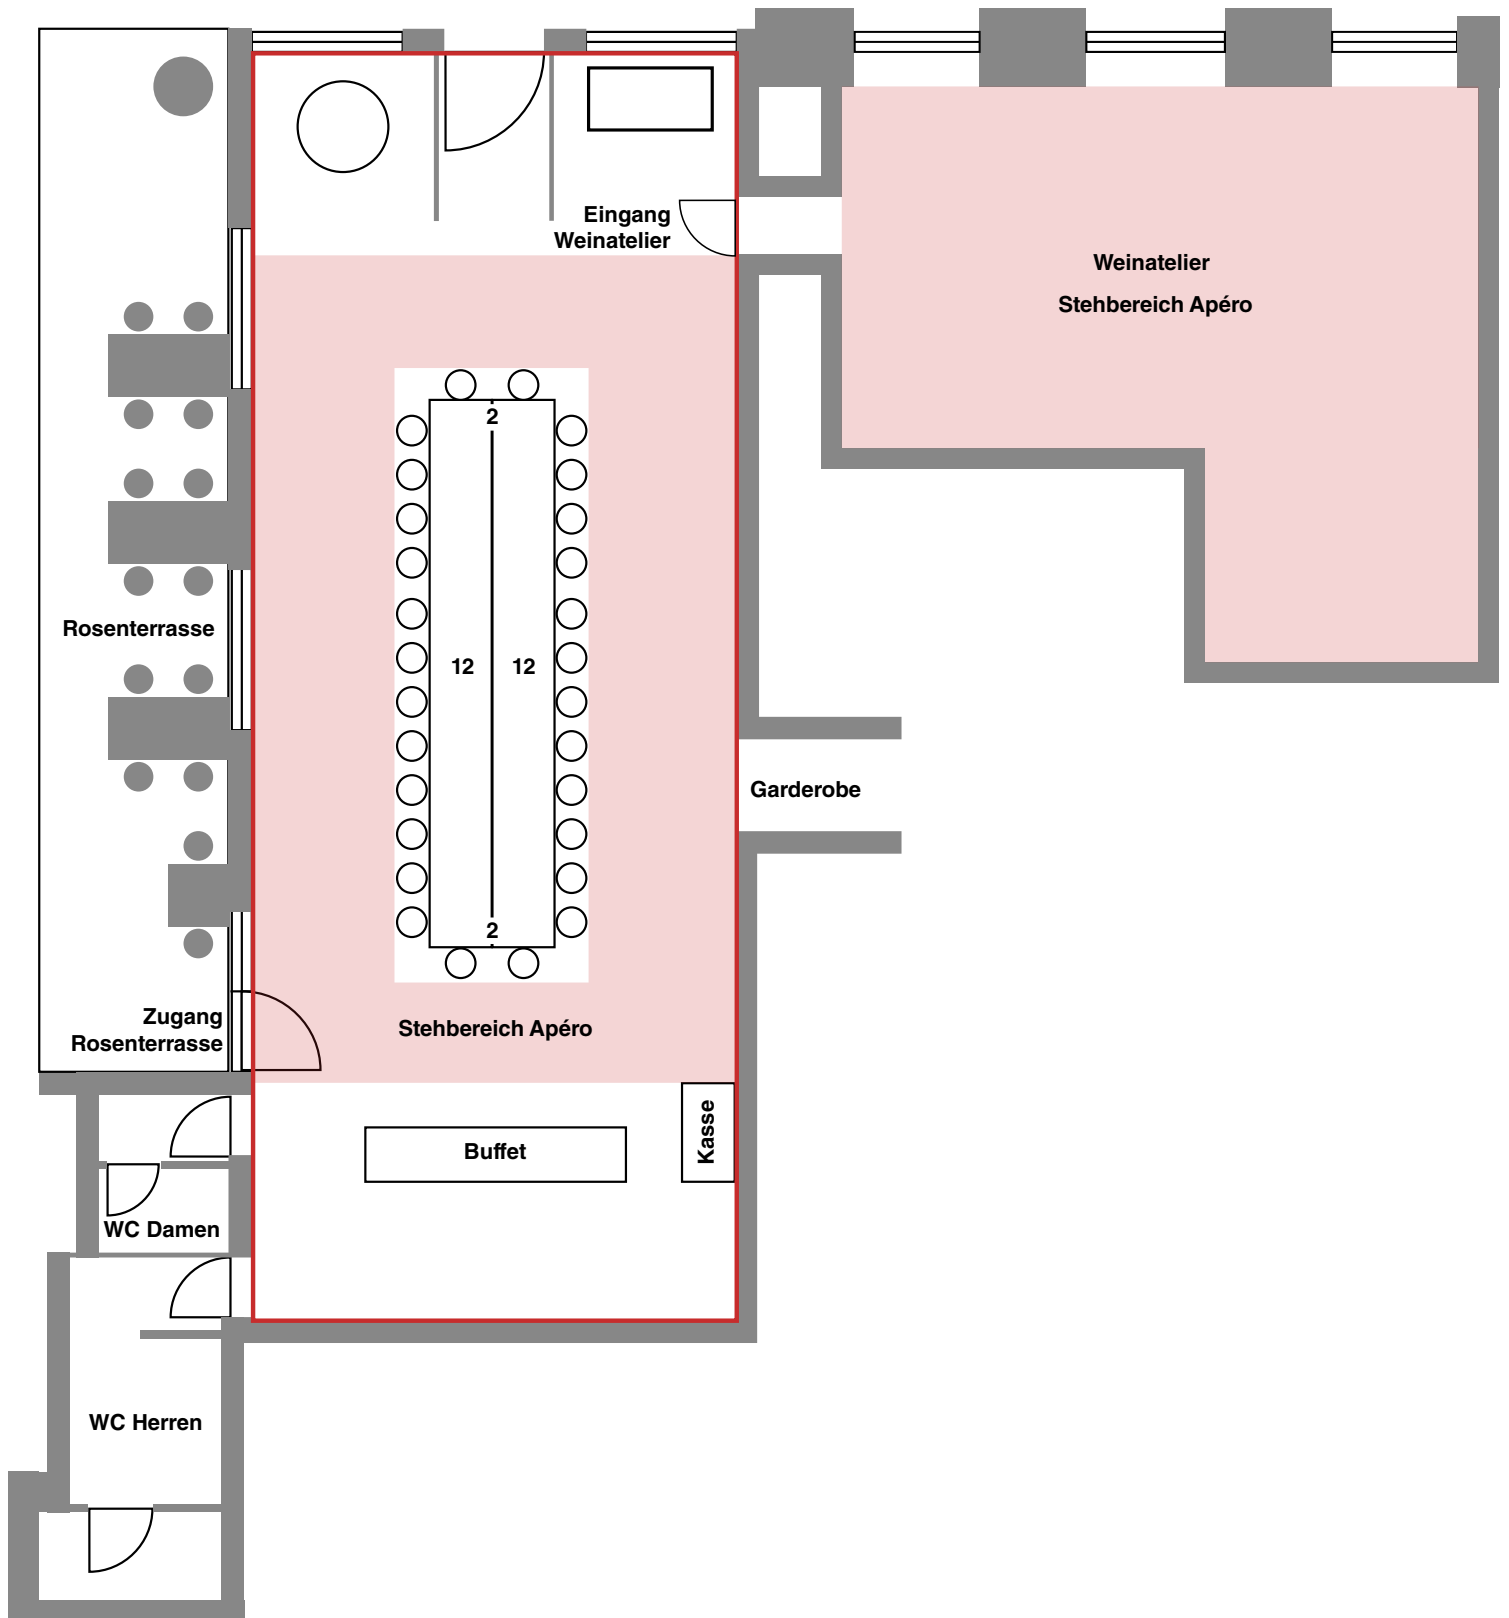 Eingang
Weinatelier
Weinatelier
Stehbereich Apéro
2
Rosenterrasse
12
12
Garderobe
2
Zugang
Rosenterrasse
Stehbereich Apéro
Kasse
Buffet
WC Damen
WC Herren